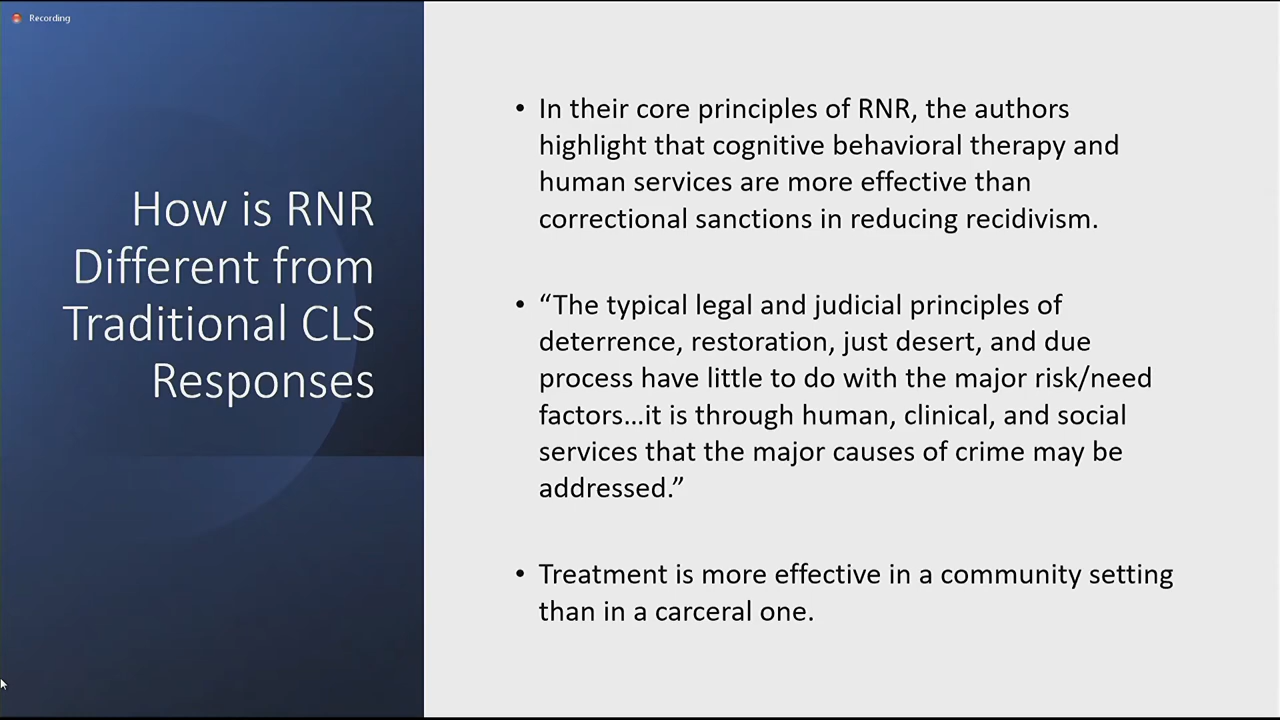 Recording
How is RNR
Different from
Traditional CLS
Responses
• In their core principles of RNR, the authors
highlight that cognitive behavioral therapy and
human services are more effective than
correctional sanctions in reducing recidivism.
• “The typical legal and judicial principles of
deterrence, restoration, just desert, and due
process have little to do with the major risk/need
factors…it is through human, clinical, and social
services that the major causes of crime may be
addressed.”
• Treatment is more effective in a community setting
than in a carceral one.